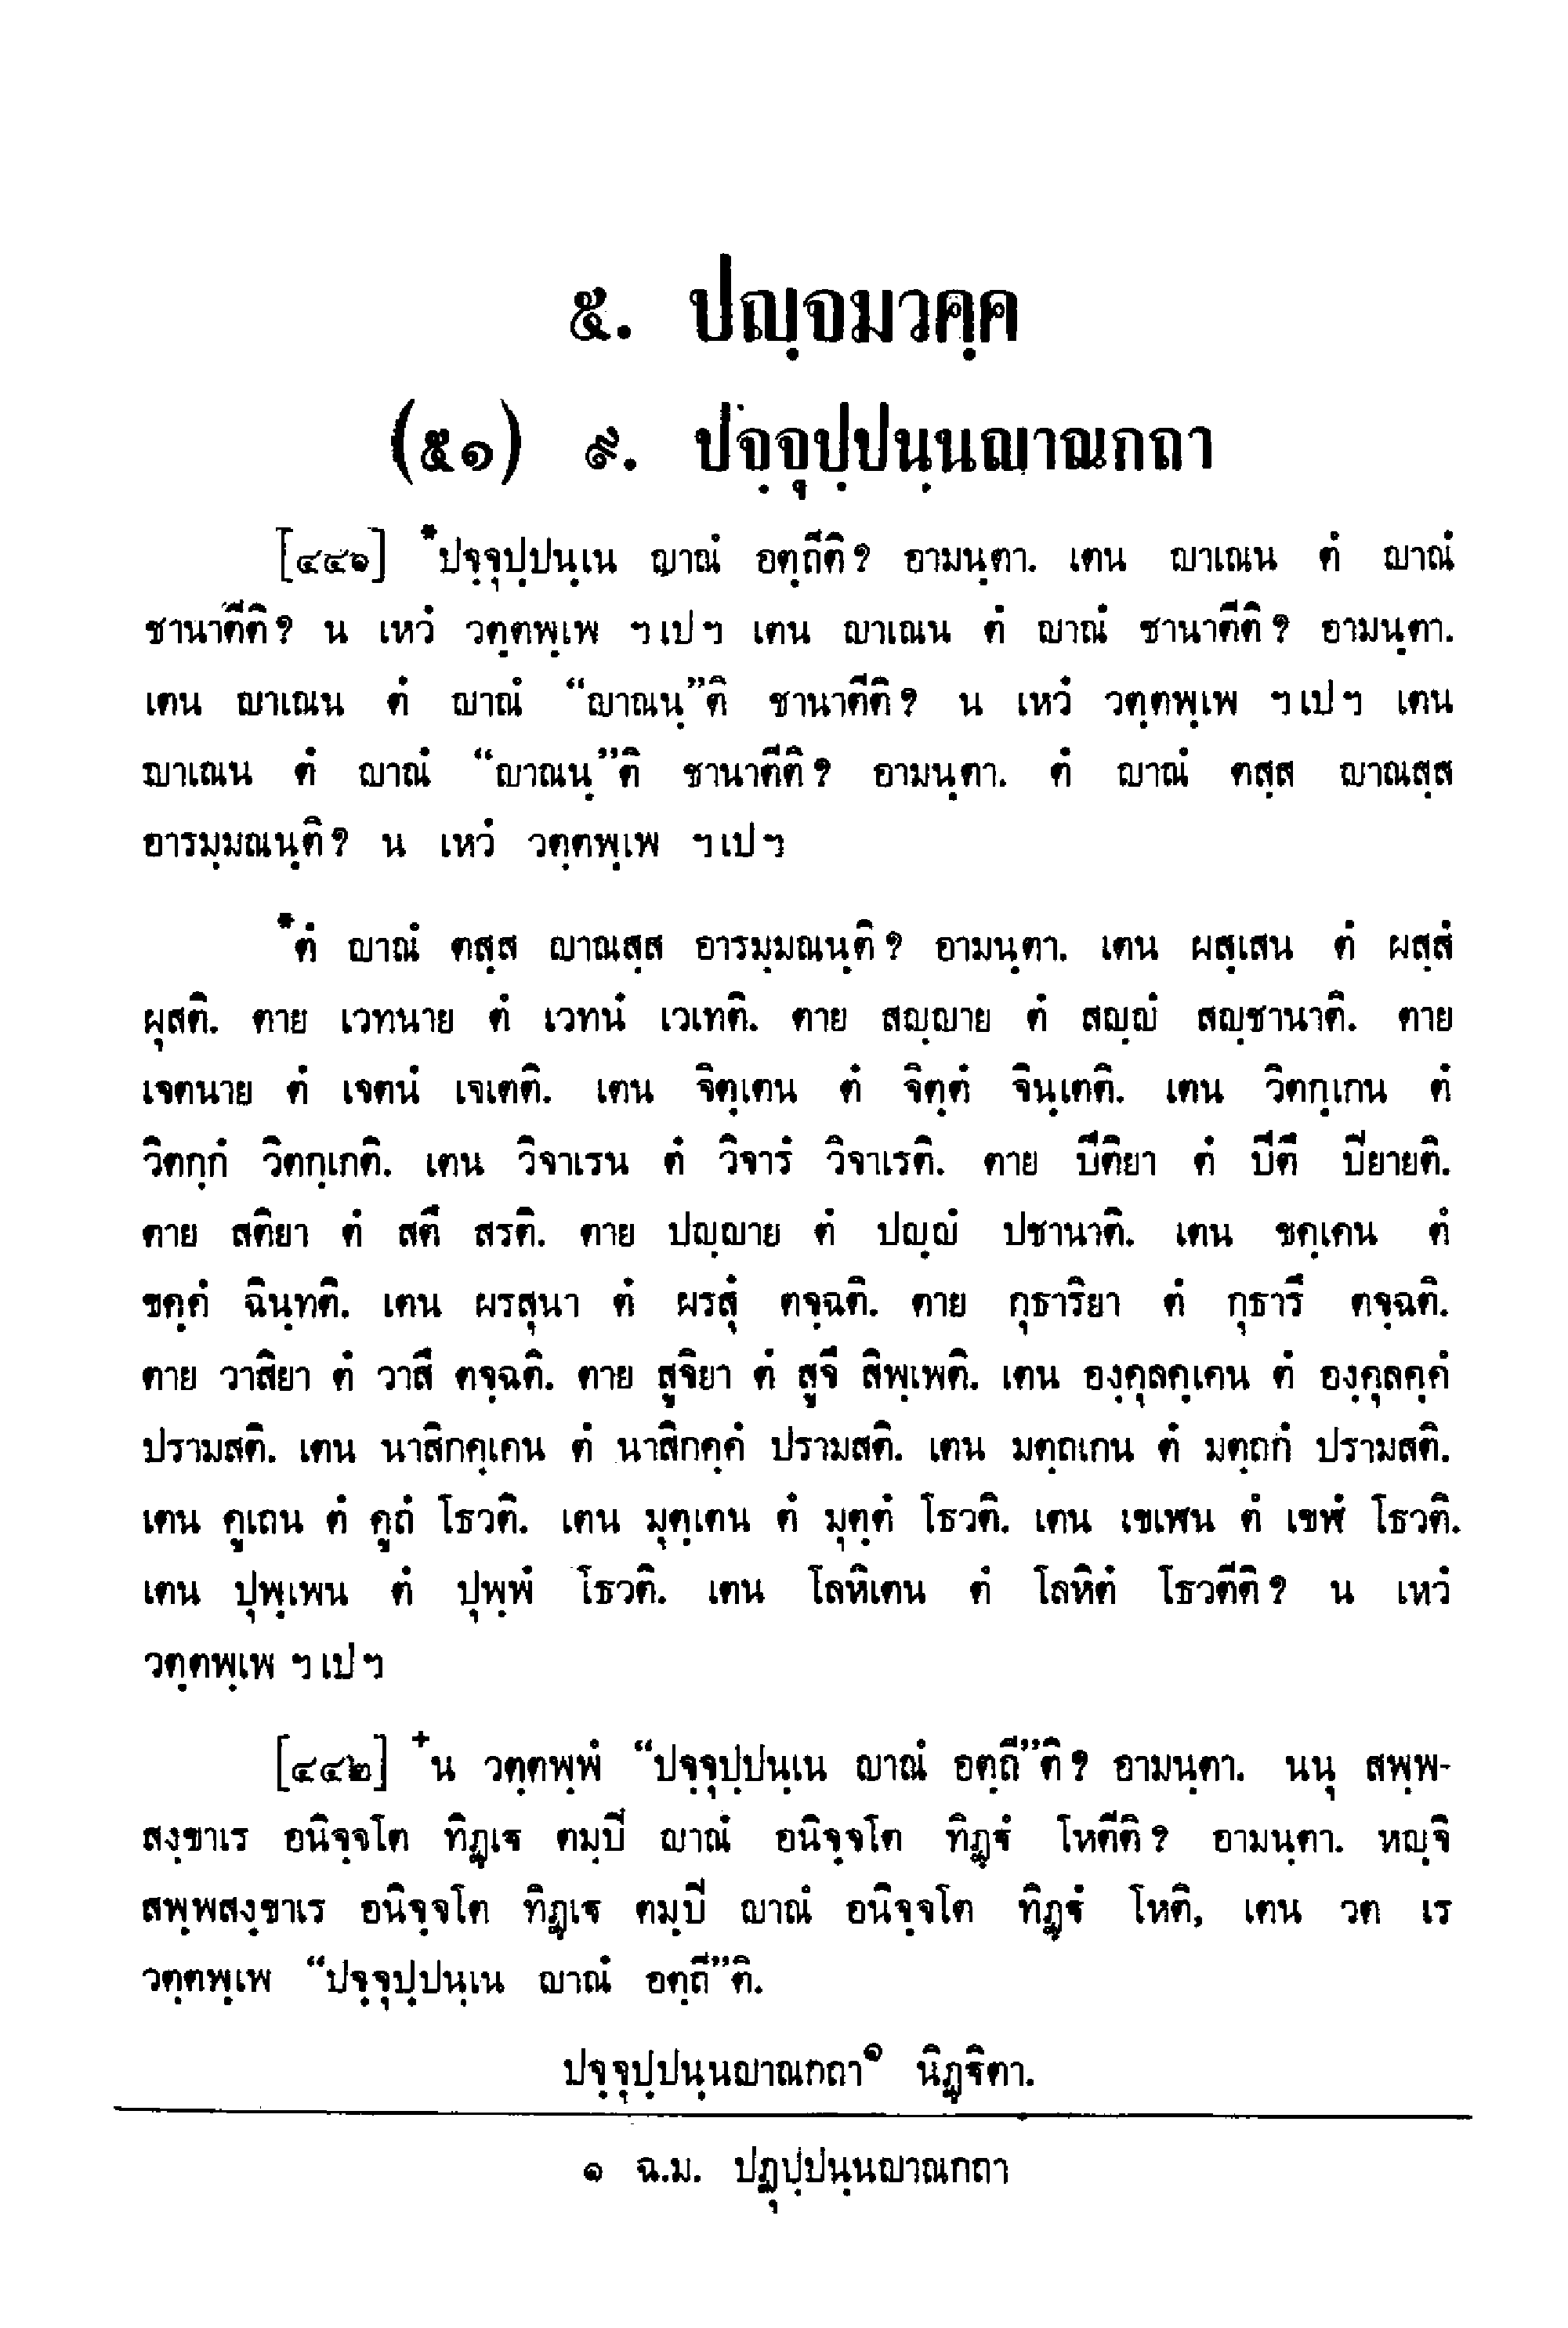 ๕. ปญฺจมวคฺค
(๕๑) ๙. ปจฺจุปฺปนฺนญาณกถา
[๔๔๑] *ปจฺจุปฺปนฺเน ญาณํ อตฺถีติ? อามนฺตา. เตน ญาเณน ตํ ญาณํ
ชานาตีติ? น เหวํ วตฺตพฺเพ ฯเปฯ เตน ญาเณน ตํ ญาณํ ชานาตีติ? อามนฺตา.
เตน ญาเณน ตํ ญาณํ “ญาณนฺ”ติ ชานาตีติ? น เหวํ วตฺตพฺเพ ฯเปฯ เตน
ญาเณน ตํ ญาณํ “ญาณนฺ”ติ ชานาตีติ? อามนฺตา. ตํ ญาณํ ตสฺส ญาณสฺส
อารมฺมณนฺติ? น เหวํ วตฺตพฺเพ ฯเปฯ
*ตํ ญาณํ ตสฺส ญาณสฺส อารมฺมณนฺติ? อามนฺตา. เตน ผสฺเสน ตํ ผสฺสํ
ผุสติ. ตาย เวทนาย ตํ เวทนํ เวเทติ. ตาย สญฺญาย ตํ สญฺญํ สญฺชานาติ. ตาย
เจตนาย ตํ เจตนํ เจเตติ. เตน จิตฺเตน ตํ จิตฺตํ จินฺเตติ. เตน วิตกฺเกน ตํ
วิตกฺกํ วิตกฺเกติ. เตน วิจาเรน ตํ วิจารํ วิจาเรติ. ตาย ปีติยา ตํ ปีตึ ปิยายติ.
ตาย สติยา ตํ สตึ สรติ. ตาย ปญฺญาย ตํ ปญฺญํ ปชานาติ. เตน ขคฺเคน ตํ
ขคฺคํ ฉินฺทติ. เตน ผรสุนา ตํ ผรสุํ ตจฺฉติ. ตาย กุธาริยา ตํ กุธารึ ตจฺฉติ.
ตาย วาสิยา ตํ วาสึ ตจฺฉติ. ตาย สูจิยา ตํ สูจึ สิพฺเพติ. เตน องฺคุลคฺเคน ตํ องฺคุลคฺคํ
ปรามสติ. เตน นาสิกคฺเคน ตํ นาสิกคฺคํ ปรามสติ. เตน มตฺถเกน ตํ มตฺถกํ ปรามสติ.
เตน คูเถน ตํ คูถํ โธวติ. เตน มุตฺเตน ตํ มุตฺตํ โธวติ. เตน เขเฬน ตํ เขฬํ โธวติ.
เตน ปุพฺเพน ตํ ปุพฺพํ โธวติ. เตน โลหิเตน ตํ โลหิตํ โธวตีติ? น เหวํ
วตฺตพฺเพ ฯเปฯ
[๔๔๒] +น วตฺตพฺพํ “ปจฺจุปฺปนฺเน ญาณํ อตฺถี”ติ? อามนฺตา. นนุ สพฺพ-
สงฺขาเร อนิจฺจโต ทิฏฺเฐ ตมฺปิ ญาณํ อนิจฺจโต ทิฏฺฐํ โหตีติ? อามนฺตา. หญฺจิ
สพฺพสงฺขาเร อนิจฺจโต ทิฏฺเฐ ตมฺปิ ญาณํ อนิจฺจโต ทิฏฺฐํ โหติ, เตน วต เร
วตฺตพฺเพ “ปจฺจุปฺปนฺเน ญาณํ อตฺถี”ติ.
ปจฺจุปฺปนฺนญาณกถา๑ นิฏฺฐิตา.
๑ ฉ.ม. ปฏุปฺปนฺนญาณกถา